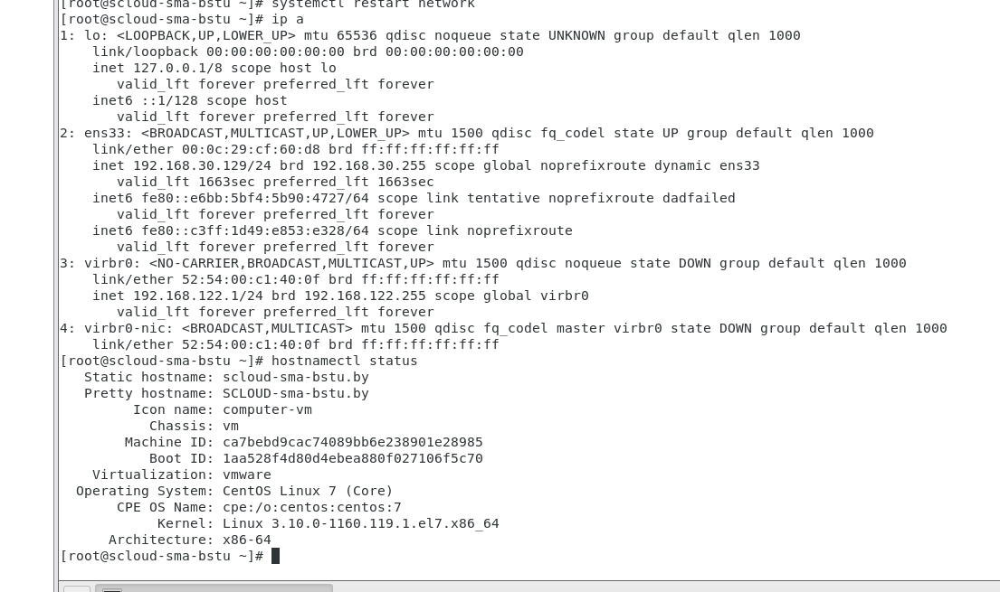 [root@scloud-sma-bstu ~]# systemctl restart network
[root@scloud-sma-bstu ~]# ip a
1: lo: <LOOPBACK,UP,LOWER_UP> mtu 65536 qdisc noqueue state UNKNOWN group default qlen 1000
    link/loopback 00:00:00:00:00:00 brd 00:00:00:00:00:00
    inet 127.0.0.1/8 scope host lo
       valid_lft forever preferred_lft forever
    inet6 ::1/128 scope host
       valid_lft forever preferred_lft forever
2: ens33: <BROADCAST,MULTICAST,UP,LOWER_UP> mtu 1500 qdisc fq_codel state UP group default qlen 1000
    link/ether 00:0c:29:cf:60:d8 brd ff:ff:ff:ff:ff:ff
    inet 192.168.30.129/24 brd 192.168.30.255 scope global noprefixroute dynamic ens33
       valid_lft 1663sec preferred_lft 1663sec
    inet6 fe80::e6bb:5bf4:5b90:4727/64 scope link tentative noprefixroute dadfailed
       valid_lft forever preferred_lft forever
    inet6 fe80::c3ff:1d49:e853:e328/64 scope link noprefixroute
       valid_lft forever preferred_lft forever
3: virbr0: <NO-CARRIER,BROADCAST,MULTICAST,UP> mtu 1500 qdisc noqueue state DOWN group default qlen 1000
    link/ether 52:54:00:c1:40:0f brd ff:ff:ff:ff:ff:ff
    inet 192.168.122.1/24 brd 192.168.122.255 scope global virbr0
       valid_lft forever preferred_lft forever
4: virbr0-nic: <BROADCAST,MULTICAST> mtu 1500 qdisc fq_codel master virbr0 state DOWN group default qlen 1000
    link/ether 52:54:00:c1:40:0f brd ff:ff:ff:ff:ff:ff
[root@scloud-sma-bstu ~]# hostnamectl status
   Static hostname: scloud-sma-bstu.by
   Pretty hostname: SCLOUD-sma-bstu.by
         Icon name: computer-vm
           Chassis: vm
        Machine ID: ca7bebd9cac74089bb6e238901e28985
           Boot ID: 1aa528f4d80d4ebea880f027106f5c70
    Virtualization: vmware
  Operating System: CentOS Linux 7 (Core)
       CPE OS Name: cpe:/o:centos:centos:7
            Kernel: Linux 3.10.0-1160.119.1.el7.x86_64
      Architecture: x86-64
[root@scloud-sma-bstu ~]#